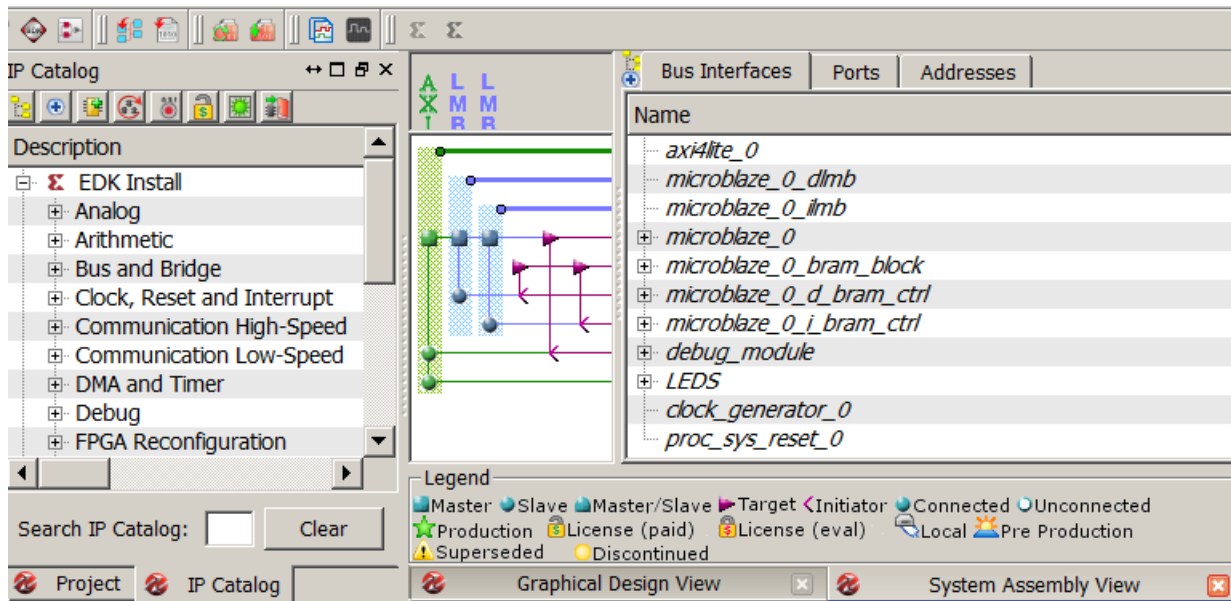 IP Catalog
Description
EDK Install
Analog
Arithmetic
Bus and Bridge
Clock, Reset and Interrupt
Communication High-Speed
Communication Low-Speed
DMA and Timer
Debug
FPGA Reconfiguration
Search IP Catalog:
Clear
Project
IP Catalog
AXI
LMB
LMB
Bus Interfaces
Ports
Addresses
Name
axi4lite_0
microblaze_0_dlmb
microblaze_0_ilmb
microblaze_0
microblaze_0_bram_block
microblaze_0_d_bram_ctrl
microblaze_0_i_bram_ctrl
debug_module
LEDS
clock_generator_0
proc_sys_reset_0
Legend
Master Slave Master/Slave Target Initiator Connected Unconnected
Production License (paid) License (eval) Local Pre Production
Superseded Discontinued
Graphical Design View
System Assembly View